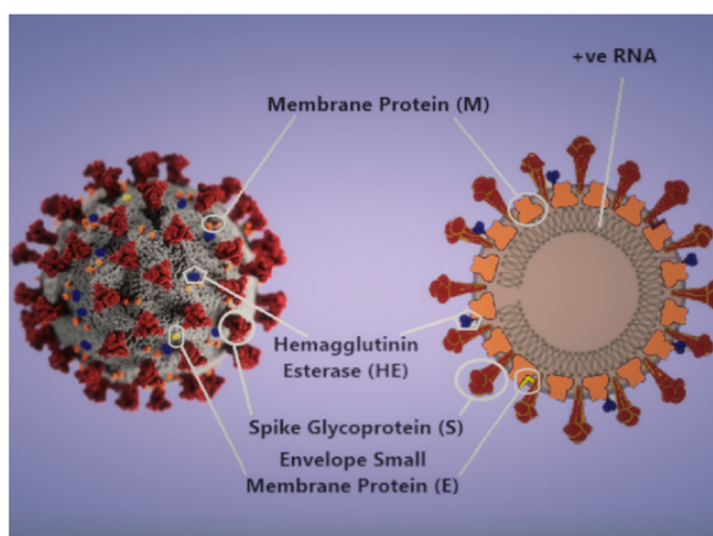 +ve RNA
Membrane Protein (M)
Hemagglutinin
Esterase (HE)
Spike Glycoprotein (S)
Envelope Small
Membrane Protein (E)